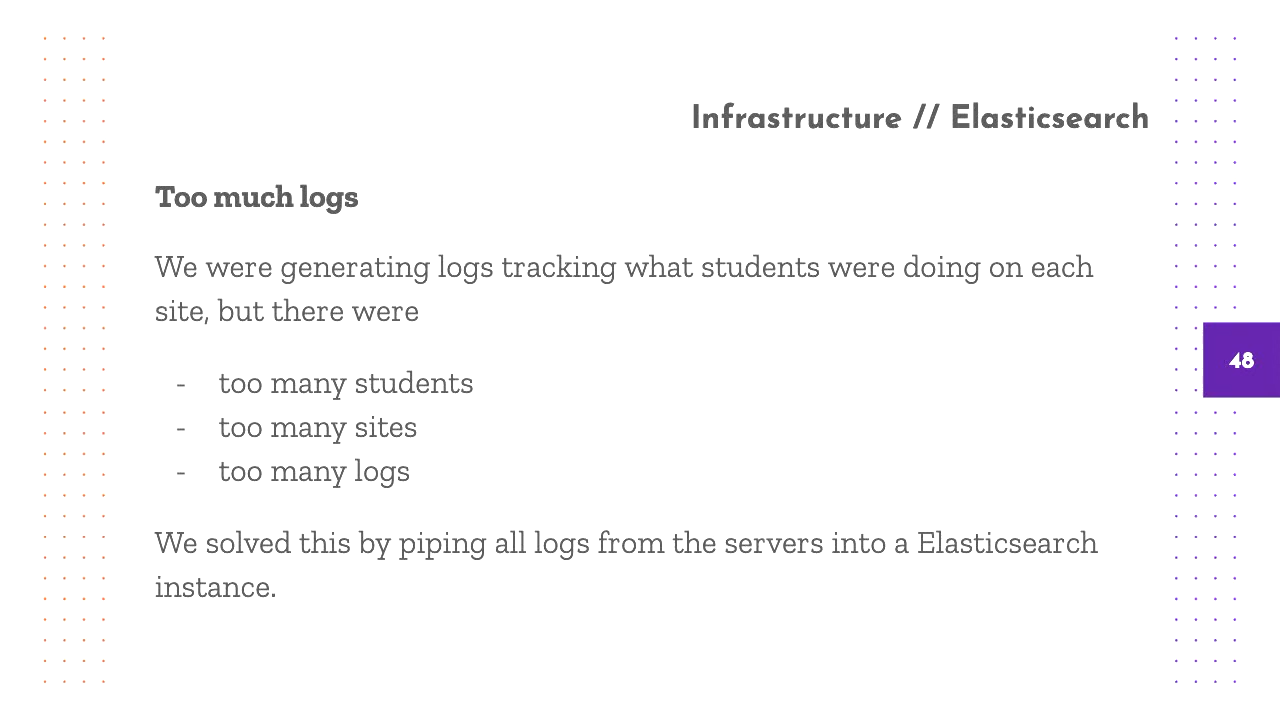 Infrastructure // Elasticsearch
Too much logs
We were generating logs tracking what students were doing on each
site, but there were
- too many students
- too many sites
- too many logs
48
We solved this by piping all logs from the servers into a Elasticsearch
instance.